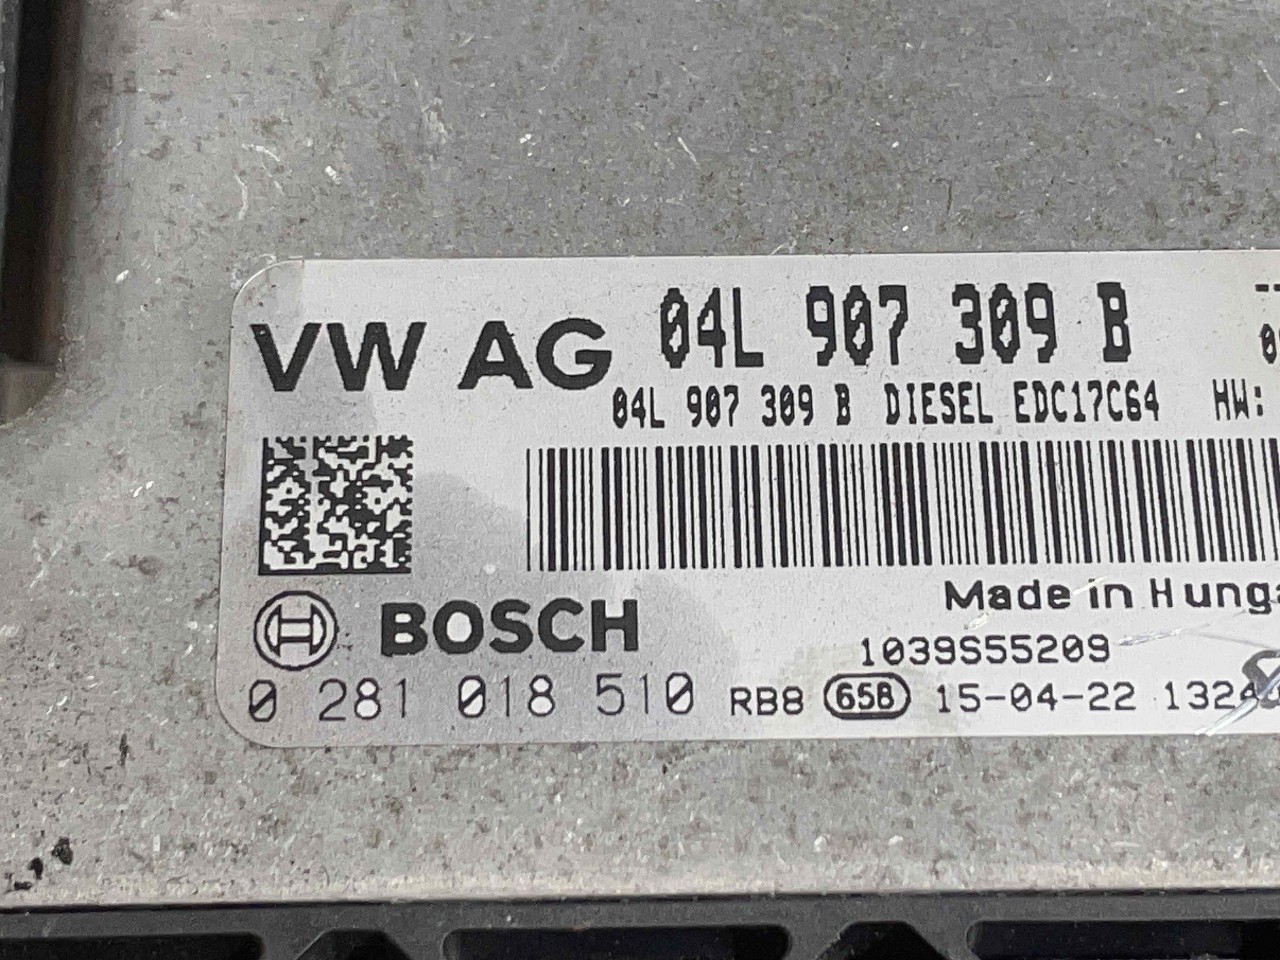 VW AG 04L 907 309 B
04L 907 309 B DIESEL EDC17C64 HW:
Made in
BOSCH
1039S55209
0 281 018 510 RB8 65B 15-04-22